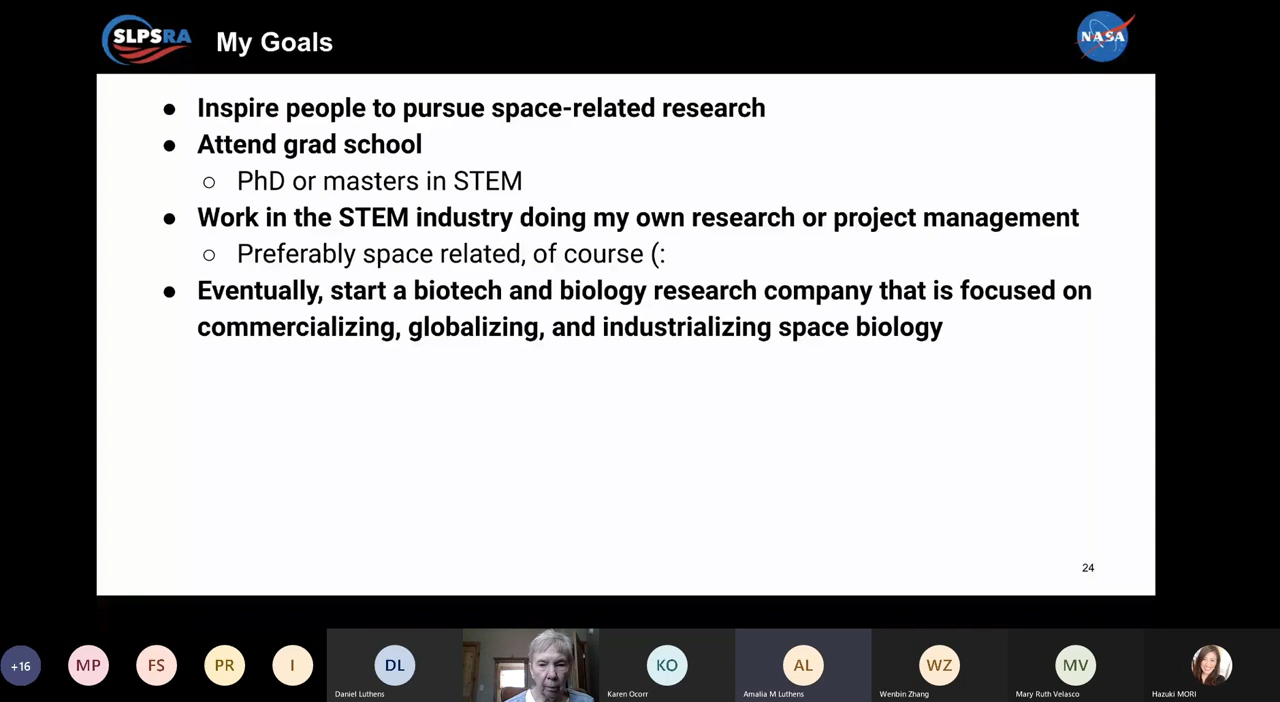 SLPSRA
My Goals
NASA
● Inspire people to pursue space-related research
● Attend grad school
○ PhD or masters in STEM
● Work in the STEM industry doing my own research or project management
○ Preferably space related, of course (:
● Eventually, start a biotech and biology research company that is focused on
commercializing, globalizing, and industrializing space biology
24
+16
MP
FS
PR
I
DL
KO
AL
WZ
MV
Daniel Luthens
Karen Ocorr
Amalia M Luthens
Wenbin Zhang
Mary Ruth Velasco
Hazuki MORI